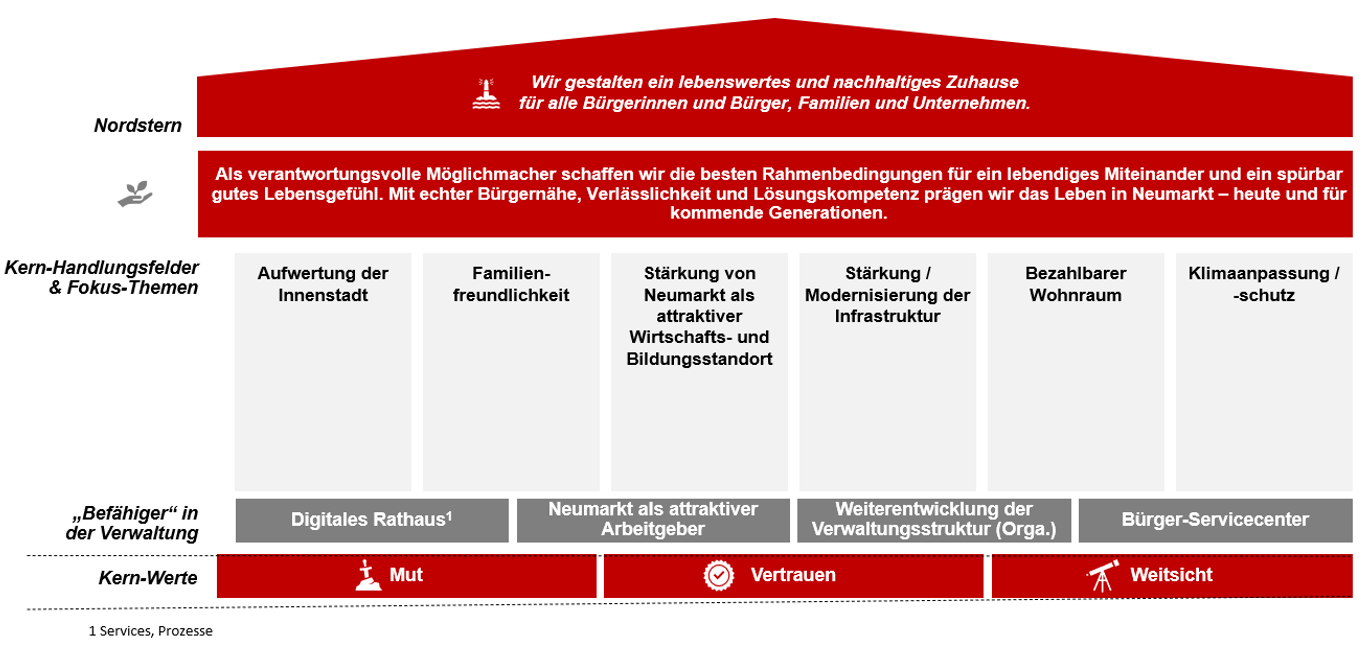 Wir gestalten ein lebenswertes und nachhaltiges Zuhause
für alle Bürgerinnen und Bürger, Familien und Unternehmen.
Nordstern
Als verantwortungsvolle Möglichmacher schaffen wir die besten Rahmenbedingungen für ein lebendiges Miteinander und ein spürbar
gutes Lebensgefühl. Mit echter Bürgernähe, Verlässlichkeit und Lösungskompetenz prägen wir das Leben in Neumarkt – heute und für
kommende Generationen.
Kern-Handlungsfelder
& Fokus-Themen
Aufwertung der
Innenstadt
Familien-
freundlichkeit
Stärkung von
Neumarkt als
attraktiver
Wirtschafts- und
Bildungsstandort
Stärkung /
Modernisierung der
Infrastruktur
Bezahlbarer
Wohnraum
Klimaanpassung /
-schutz
„Befähiger“ in
der Verwaltung
Digitales Rathaus¹
Neumarkt als attraktiver
Arbeitgeber
Weiterentwicklung der
Verwaltungsstruktur (Orga.)
Bürger-Servicecenter
Kern-Werte
Mut
Vertrauen
Weitsicht
1 Services, Prozesse